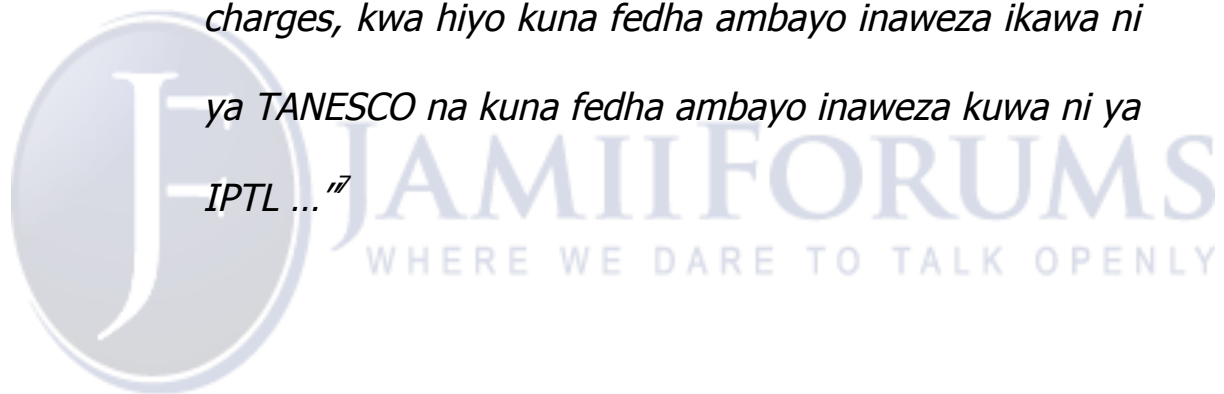 charges, kwa hiyo kuna fedha ambayo inaweza ikawa ni
ya TANESCO na kuna fedha ambayo inaweza kuwa ni ya
IPTL …”7
JAMIIFORUMS
WHERE WE DARE TO TALK OPENLY